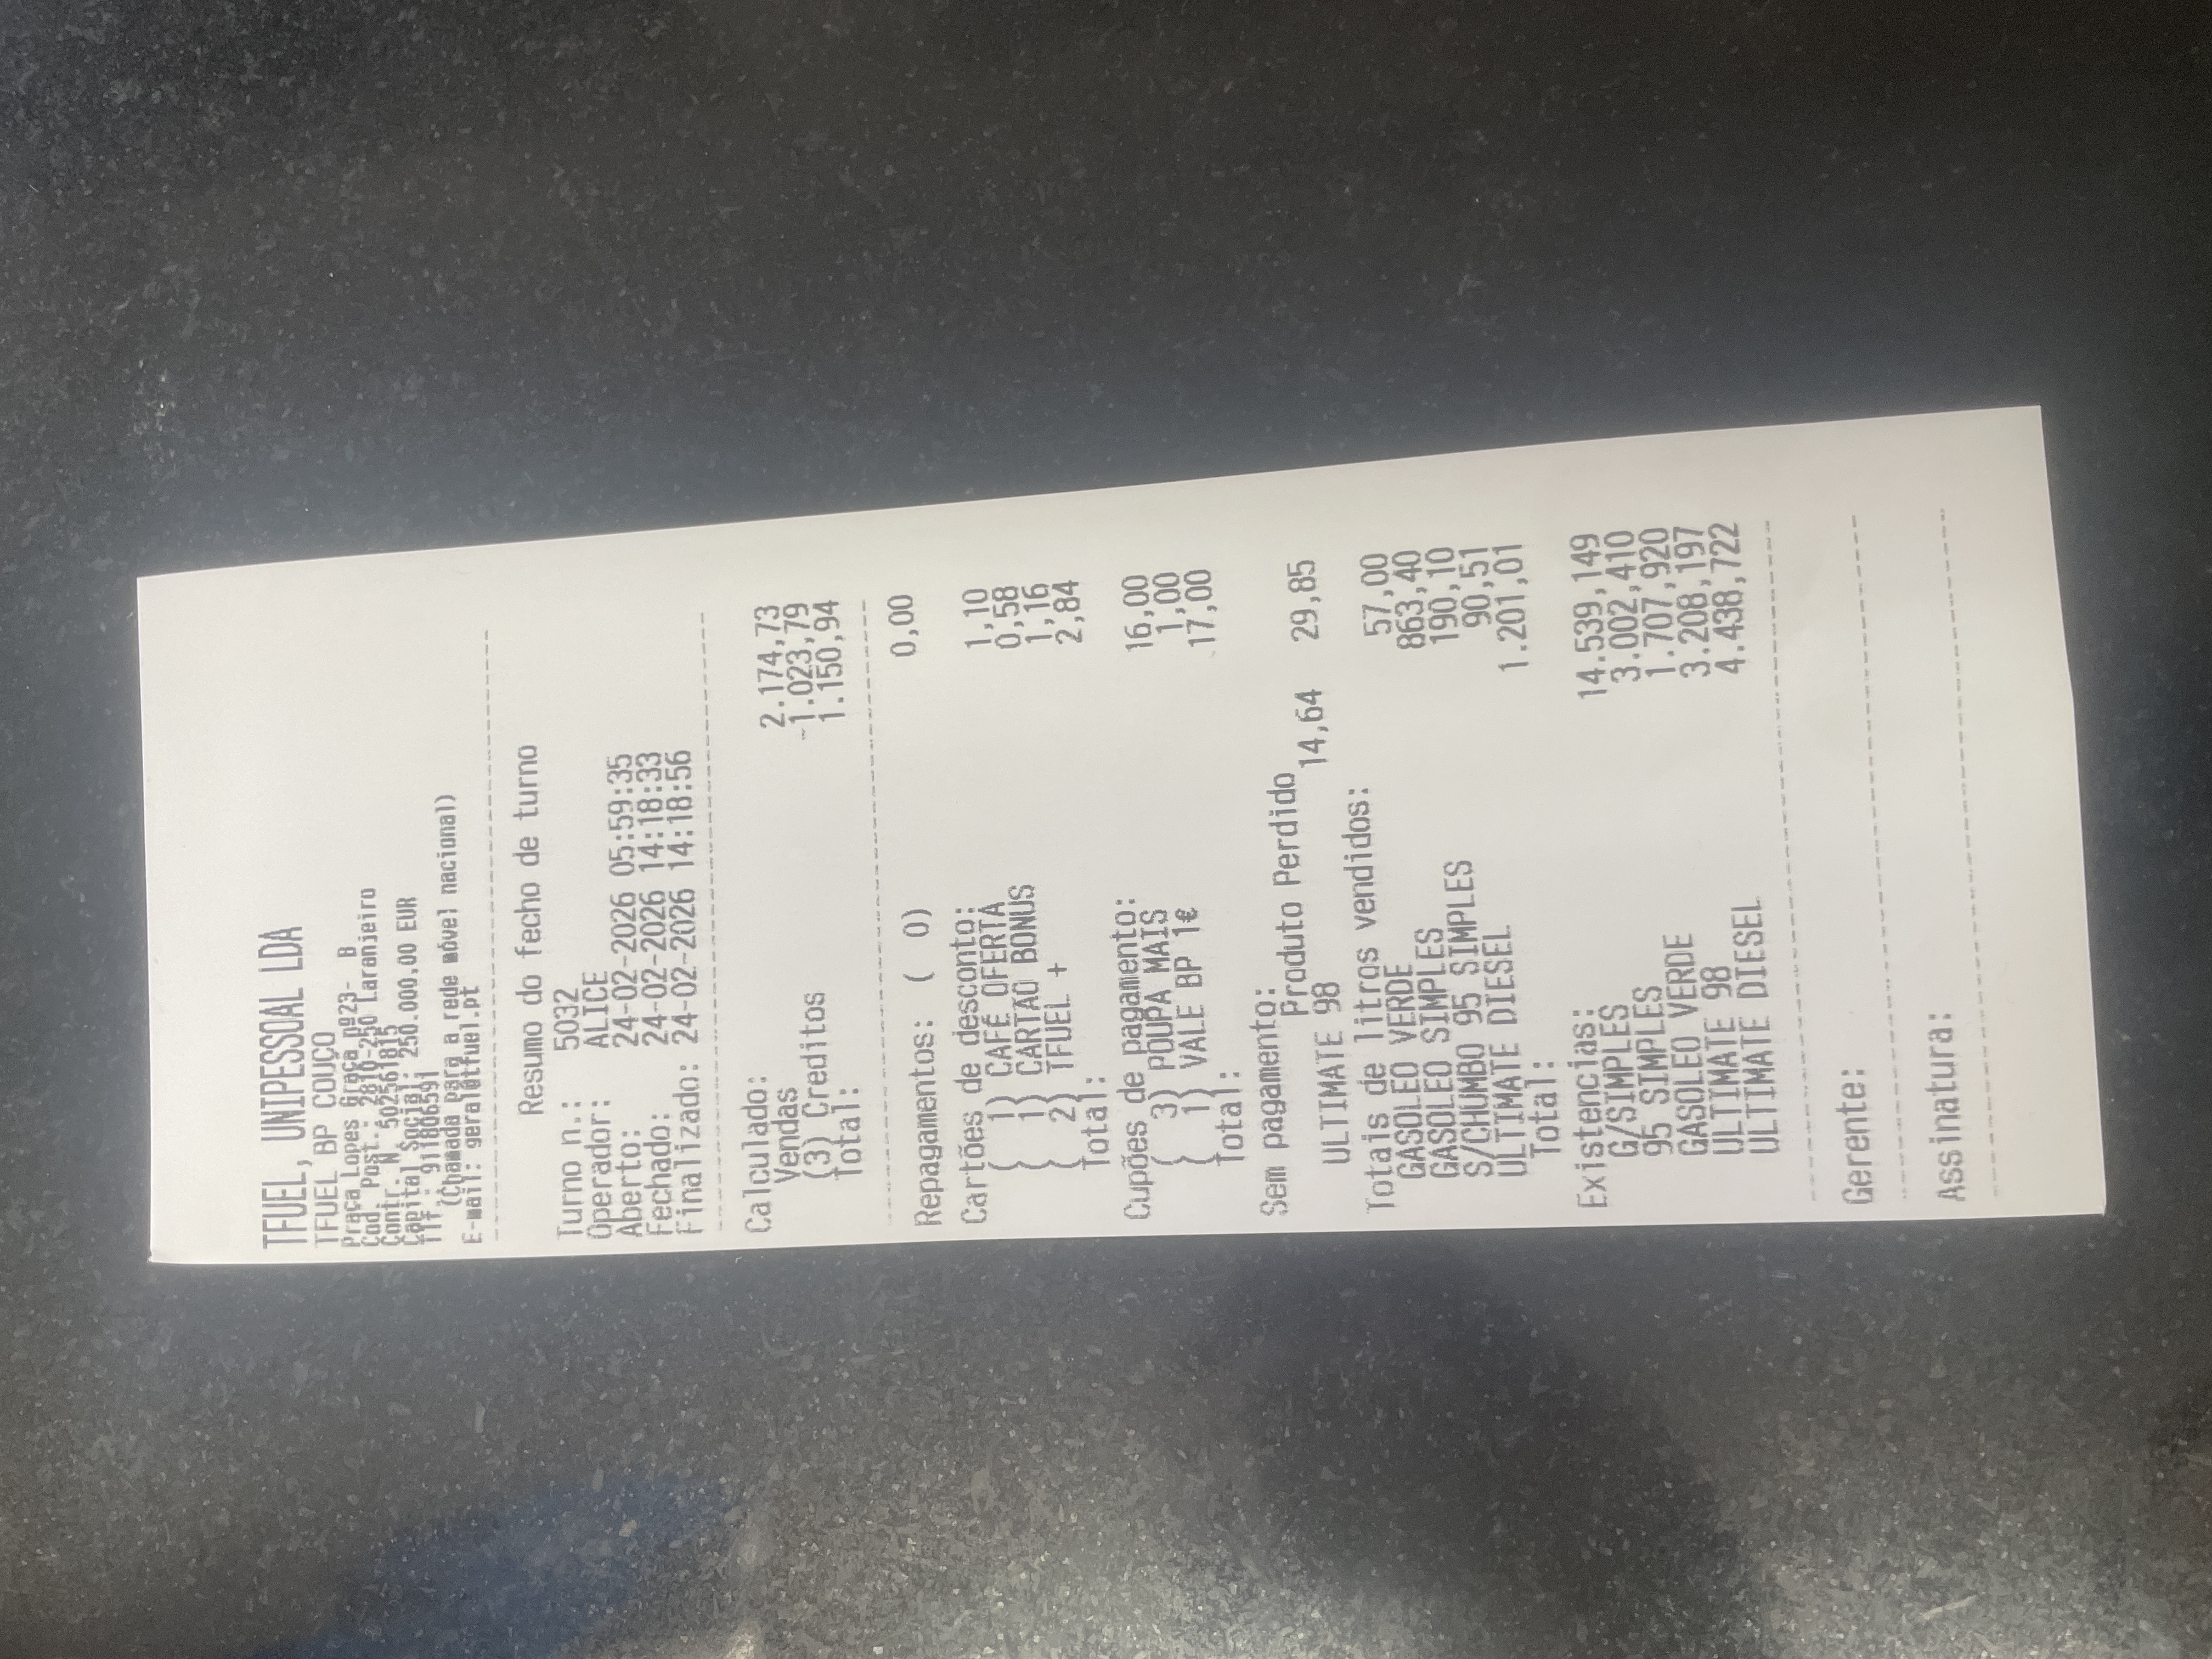 TFUEL, UNIPESSOAL LDA
TFUEL BP COUÇO
Praça Lopes Graça nº23- B
Cod. Post.: 2810-250 Laranjeiro
Contr. N 502561815
Capital Social: 250.000,00 EUR
Tlf: 911806591
(Chamada para a rede móvel nacional)
E-mail: geral@tfuel.pt
Resumo do fecho de turno
Turno n.: 5032
Operador: ALICE
Aberto: 24-02-2026 05:59:35
Fechado: 24-02-2026 14:18:33
Finalizado: 24-02-2026 14:18:56
Calculado:
Vendas 2.174,73
(3) Creditos -1.023,79
Total: 1.150,94
Repagamentos: ( 0) 0,00
Cartões de desconto:
( 1) CAFÉ OFERTA 1,10
( 1) CARTÃO BONUS 0,58
( 2) TFUEL + 1,16
Total: 2,84
Cupões de pagamento:
( 3) POUPA MAIS 16,00
( 1) VALE BP 1€ 1,00
Total: 17,00
Sem pagamento:
Produto Perdido
ULTIMATE 98 14,64 29,85
Totais de litros vendidos:
GASOLEO VERDE 57,00
GASOLEO SIMPLES 863,40
S/CHUMBO 95 SIMPLES 190,10
ULTIMATE DIESEL 90,51
Total: 1.201,01
Existencias:
G/SIMPLES 14.539,149
95 SIMPLES 3.002,410
GASOLEO VERDE 1.707,920
ULTIMATE 98 3.208,197
ULTIMATE DIESEL 4.438,722
Gerente:
Assinatura: